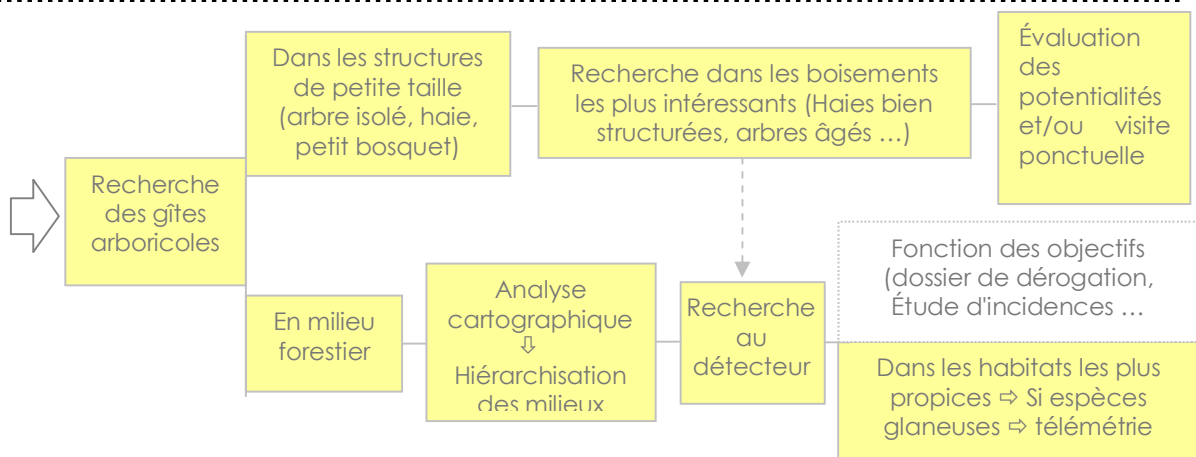 Recherche
des gîtes
arboricoles
Dans les structures
de petite taille
(arbre isolé, haie,
petit bosquet)
Recherche dans les boisements
les plus intéressants (Haies bien
structurées, arbres âgés …)
Évaluation
des
potentialités
et/ou visite
ponctuelle
En milieu
forestier
Analyse
cartographique
⇩
Hiérarchisation
des milieux
Recherche
au
détecteur
Fonction des objectifs
(dossier de dérogation,
Étude d'incidences …
Dans les habitats les plus
propices ⇨ Si espèces
glaneuses ⇨ télémétrie